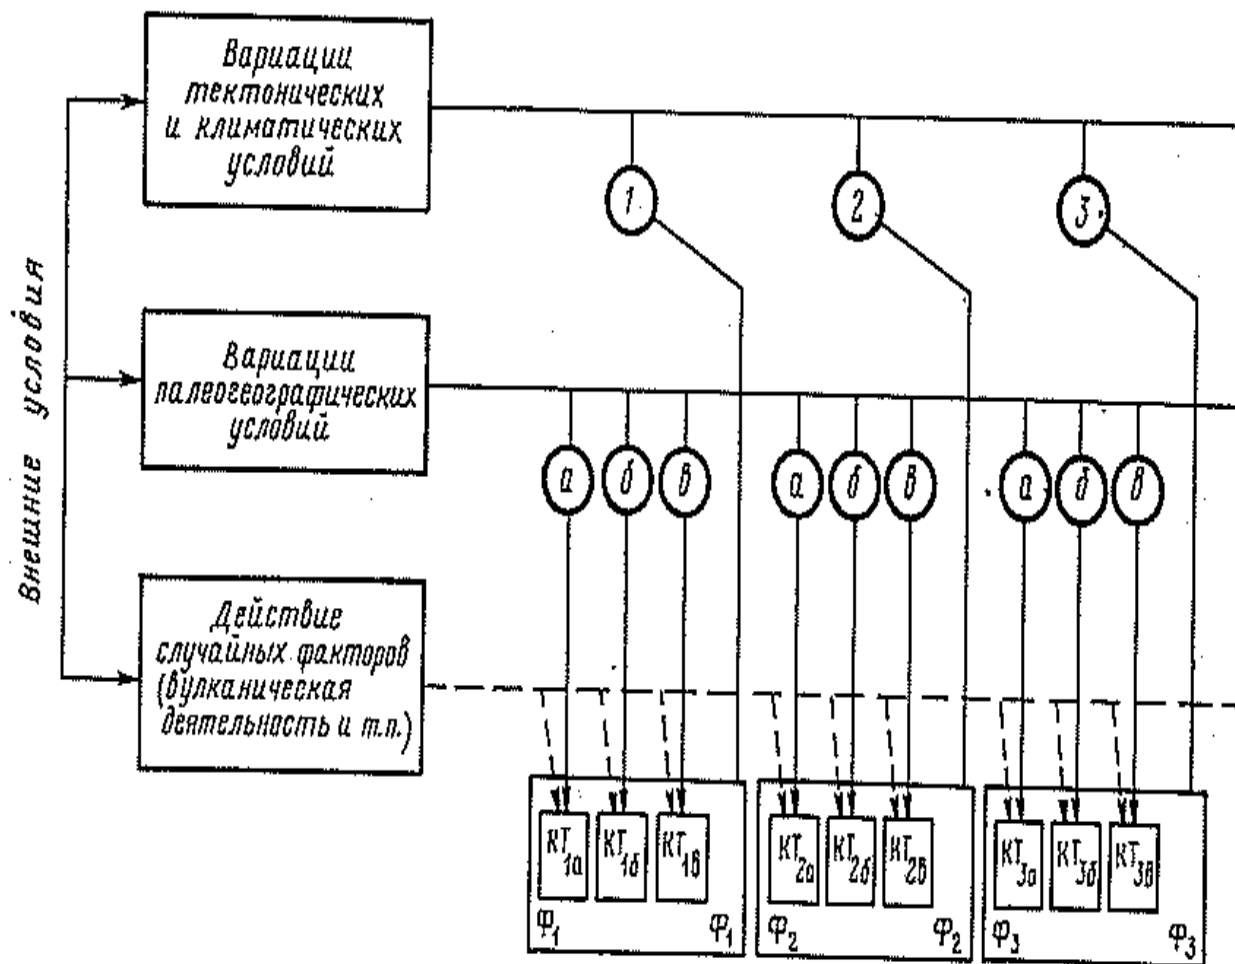 Внешние условия
Вариации
тектонических
и климатических
условий
1
2
3
Вариации
палеогеографических
условий
а
б
в
а
б
в
а
б
в
Действие
случайных факторов
(вулканическая
деятельность и т.п.)
КТ1а
КТ1б
КТ1в
Ф1
Ф1
КТ2а
КТ2б
КТ2в
Ф2
Ф2
КТ3а
КТ3б
КТ3в
Ф3
Ф3